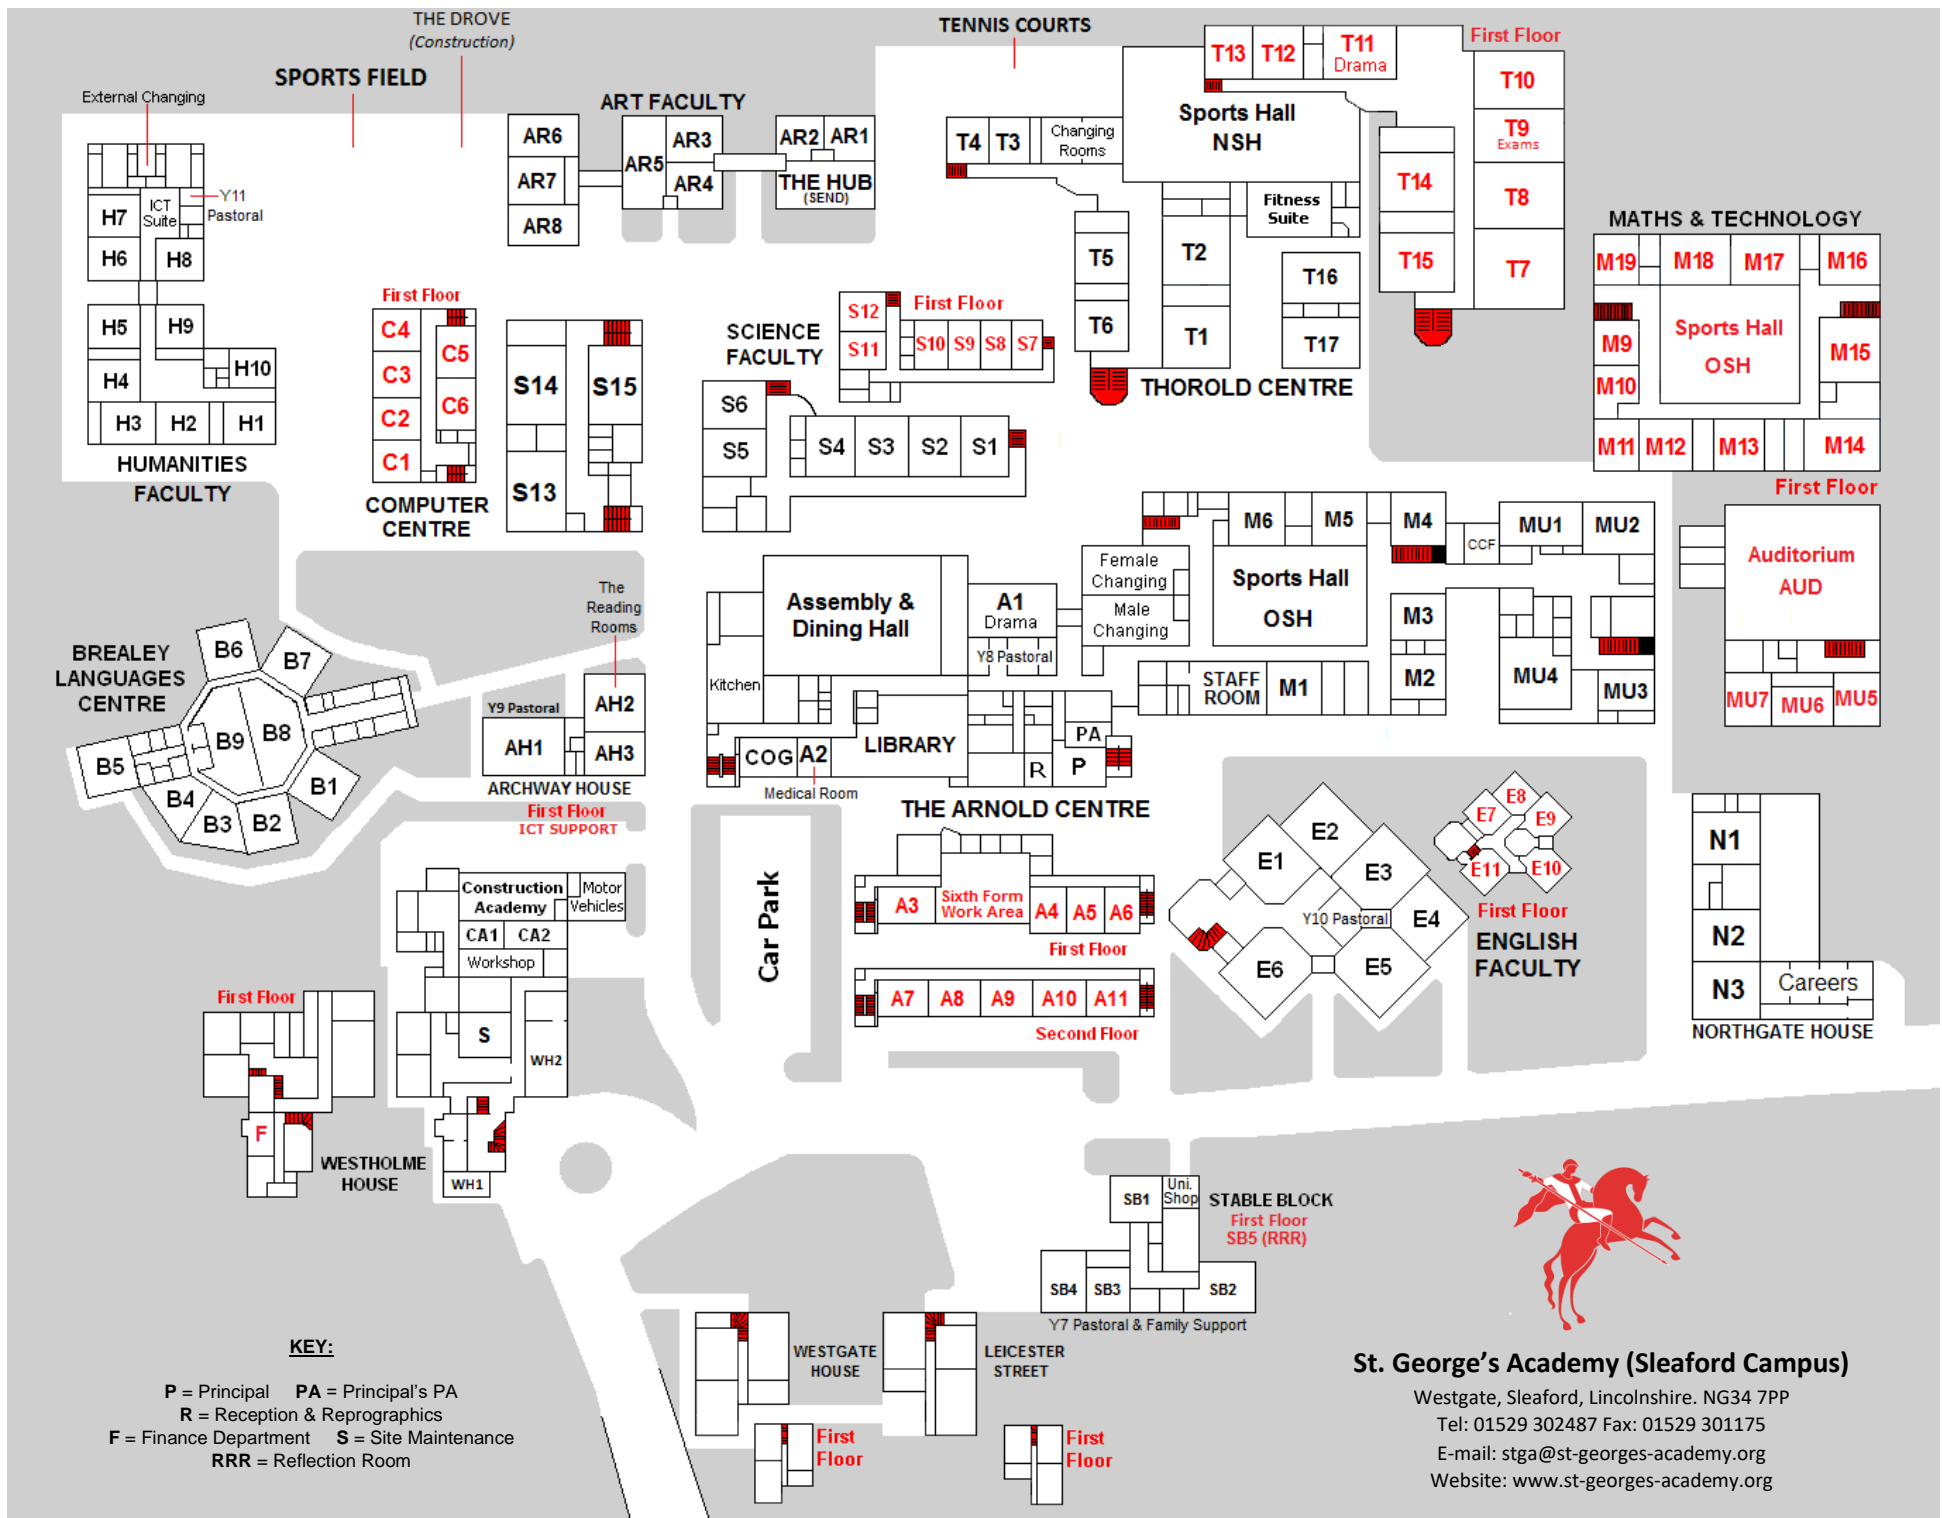 THE DROVE
(Construction)
SPORTS FIELD
TENNIS COURTS
External Changing
Y11
Pastoral
ICT
Suite
H7
H6
H8
H5
H9
H4
H10
H3
H2
H1
HUMANITIES
FACULTY
ART FACULTY
AR6
AR7
AR8
AR5
AR3
AR4
AR2
AR1
THE HUB
(SEND)
First Floor
C4
C3
C2
C1
C5
C6
COMPUTER
CENTRE
S14
S15
S13
SCIENCE
FACULTY
First Floor
S12
S11
S10
S9
S8
S7
S6
S5
S4
S3
S2
S1
T13
T12
T11
Drama
First Floor
T10
T9
Exams
T8
T7
T14
T15
Sports Hall
NSH
T4
T3
Changing
Rooms
Fitness
Suite
T5
T6
T2
T1
T16
T17
THOROLD CENTRE
MATHS & TECHNOLOGY
M19
M18
M17
M16
M9
M10
Sports Hall
OSH
M15
M11
M12
M13
M14
First Floor
Auditorium
AUD
MU7
MU6
MU5
M6
M5
M4
CCF
MU1
MU2
Female
Changing
Male
Changing
Sports Hall
OSH
M3
M2
MU4
MU3
STAFF
ROOM
M1
Assembly &
Dining Hall
A1
Drama
Y8 Pastoral
Kitchen
COG
A2
LIBRARY
R
PA
P
Medical Room
THE ARNOLD CENTRE
The
Reading
Rooms
BREALEY
LANGUAGES
CENTRE
B6
B7
B8
B9
B5
B4
B3
B2
B1
Y9 Pastoral
AH1
AH2
AH3
ARCHWAY HOUSE
First Floor
ICT SUPPORT
Car Park
A3
Sixth Form
Work Area
A4
A5
A6
First Floor
A7
A8
A9
A10
A11
Second Floor
E1
E2
E3
E4
E5
E6
Y10 Pastoral
E7
E8
E9
E10
E11
First Floor
ENGLISH
FACULTY
N1
N2
N3
Careers
NORTHGATE HOUSE
Construction
Academy
Motor
Vehicles
CA1
CA2
Workshop
S
WH2
WH1
First Floor
F
WESTHOLME
HOUSE
SB1
Uni.
Shop
STABLE BLOCK
First Floor
SB5 (RRR)
SB4
SB3
SB2
Y7 Pastoral & Family Support
WESTGATE
HOUSE
LEICESTER
STREET
First
Floor
First
Floor
KEY:
P = Principal PA = Principal's PA
R = Reception & Reprographics
F = Finance Department S = Site Maintenance
RRR = Reflection Room
St. George's Academy (Sleaford Campus)
Westgate, Sleaford, Lincolnshire. NG34 7PP
Tel: 01529 302487 Fax: 01529 301175
E-mail: stga@st-georges-academy.org
Website: www.st-georges-academy.org